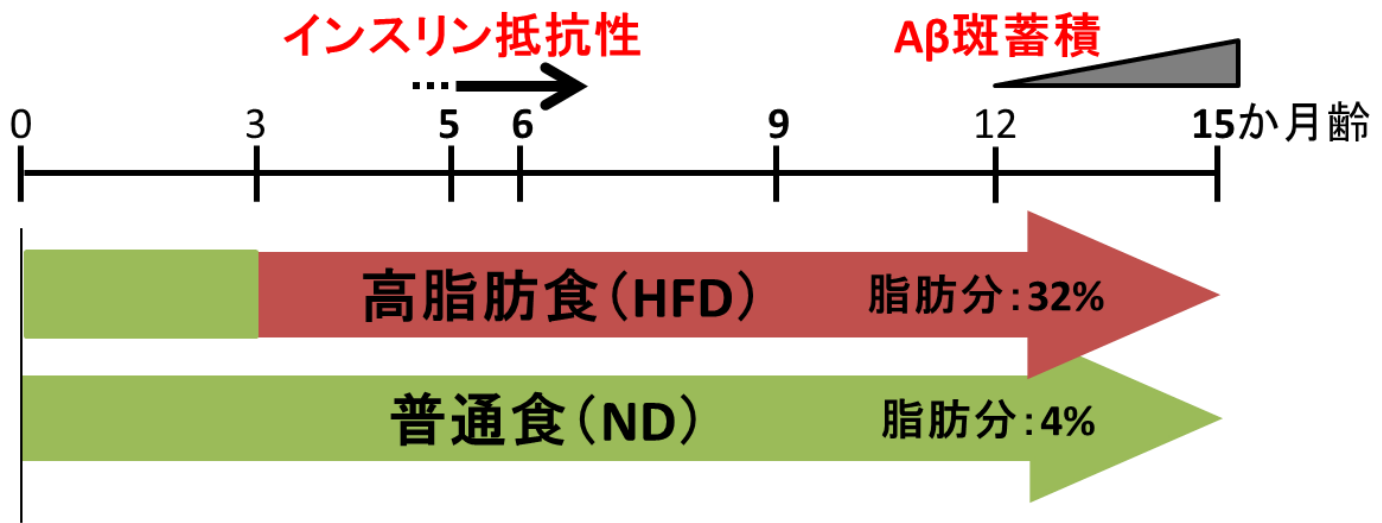 インスリン抵抗性 Aβ斑蓄積
0 3 5 6 9 12 15か月齢
高脂肪食(HFD) 脂肪分:32%
普通食(ND) 脂肪分:4%